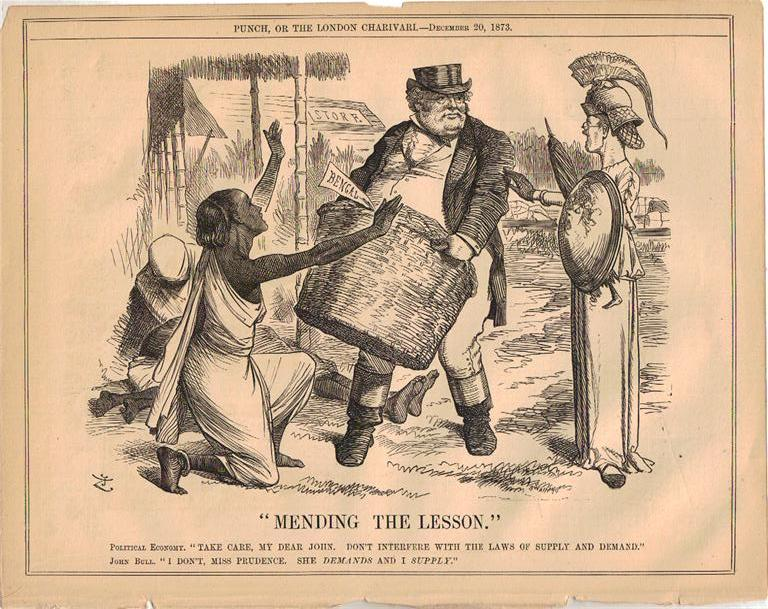 PUNCH, OR THE LONDON CHARIVARI.—DECEMBER 20, 1873.
STORE
BENGAL
"MENDING THE LESSON."
POLITICAL ECONOMY. "TAKE CARE, MY DEAR JOHN. DON'T INTERFERE WITH THE LAWS OF SUPPLY AND DEMAND."
JOHN BULL. "I DON'T, MISS PRUDENCE. SHE DEMANDS AND I SUPPLY."